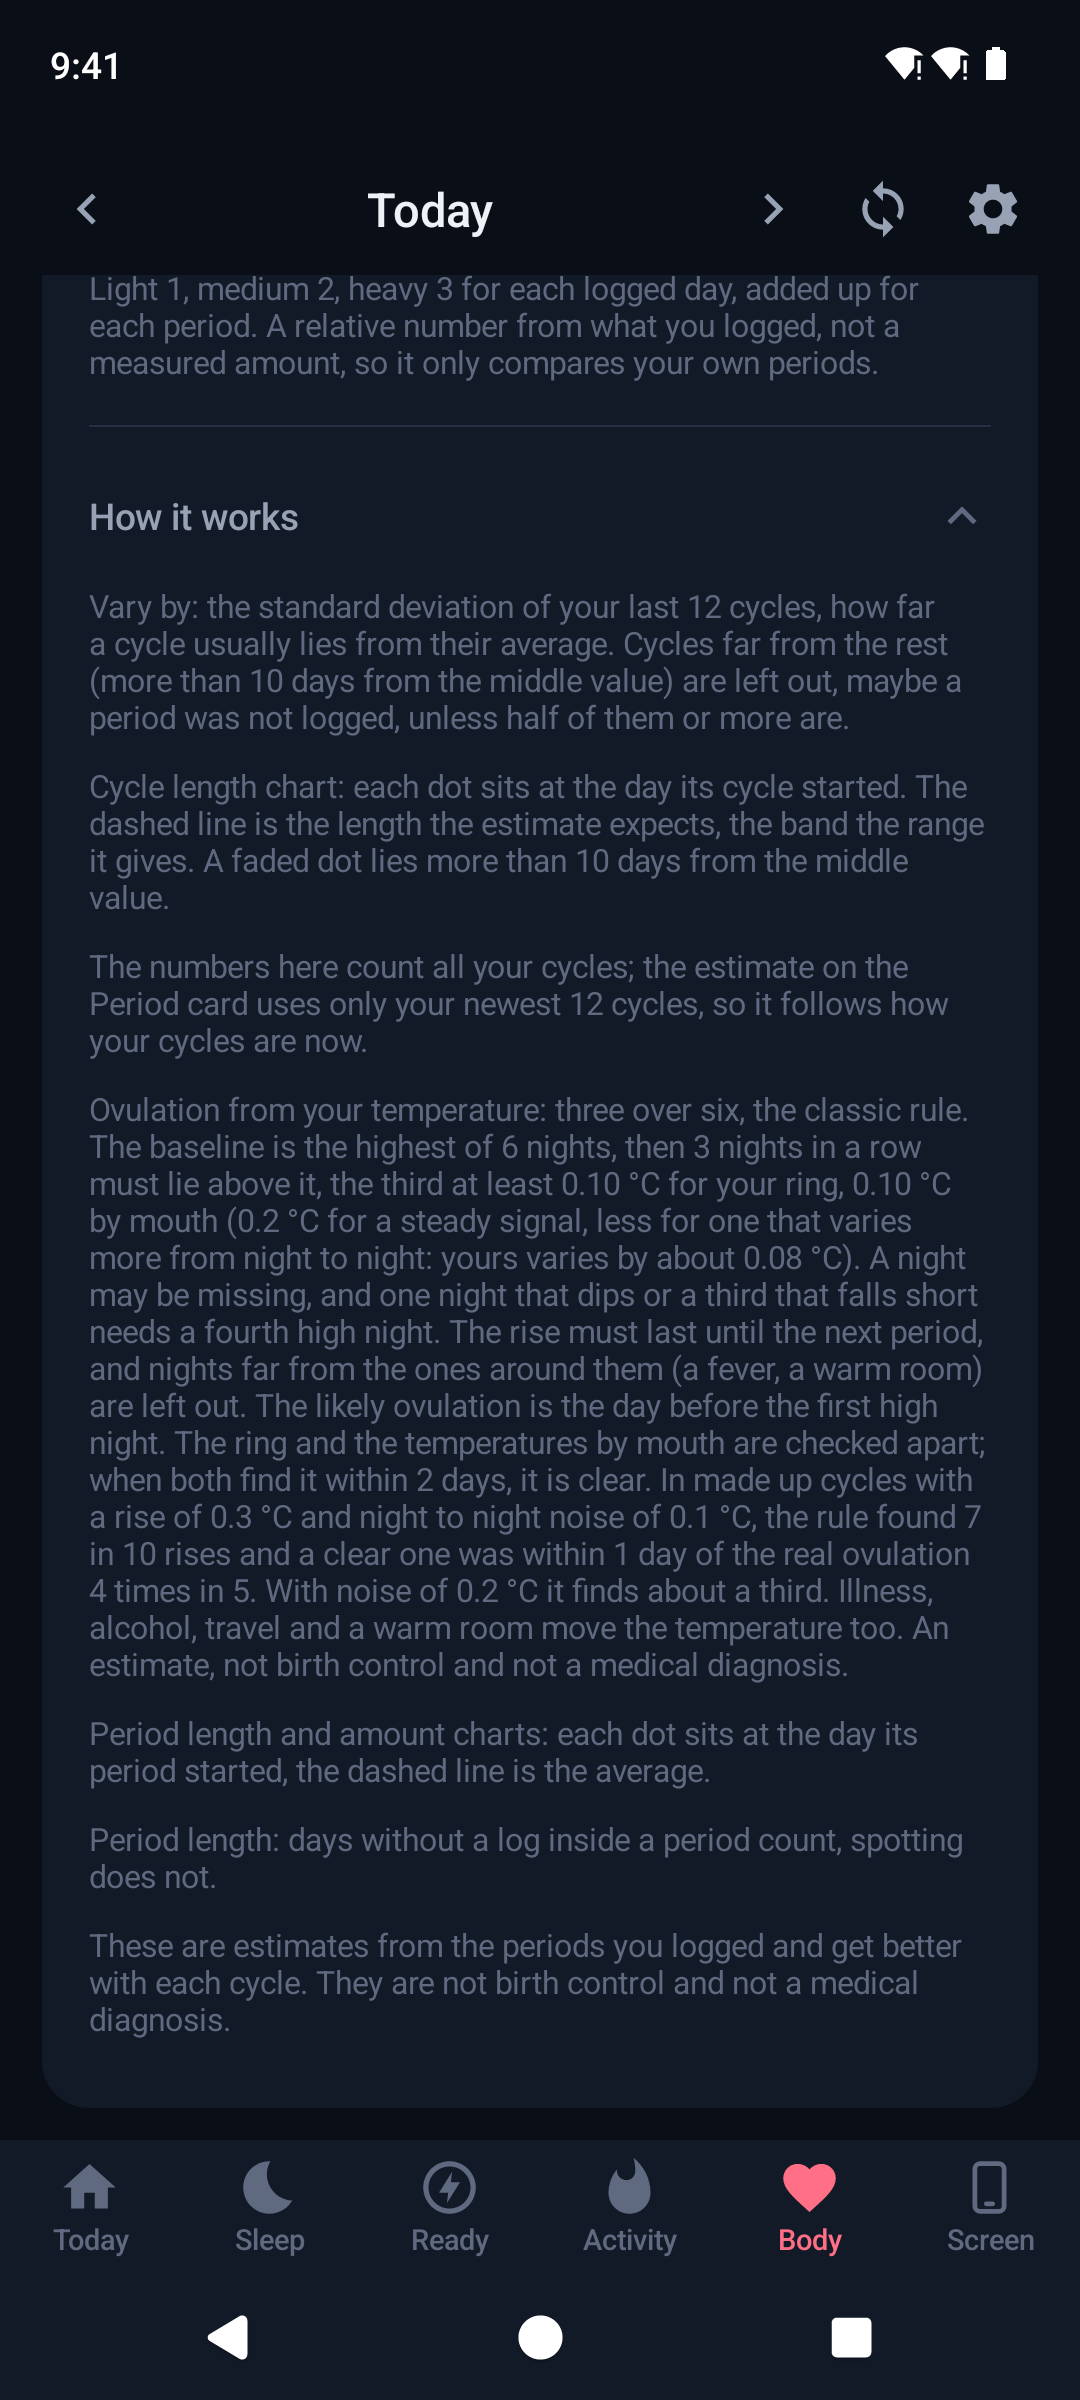 9:41
Today
Light 1, medium 2, heavy 3 for each logged day, added up for
each period. A relative number from what you logged, not a
measured amount, so it only compares your own periods.
How it works
Vary by: the standard deviation of your last 12 cycles, how far
a cycle usually lies from their average. Cycles far from the rest
(more than 10 days from the middle value) are left out, maybe a
period was not logged, unless half of them or more are.
Cycle length chart: each dot sits at the day its cycle started. The
dashed line is the length the estimate expects, the band the range
it gives. A faded dot lies more than 10 days from the middle
value.
The numbers here count all your cycles; the estimate on the
Period card uses only your newest 12 cycles, so it follows how
your cycles are now.
Ovulation from your temperature: three over six, the classic rule.
The baseline is the highest of 6 nights, then 3 nights in a row
must lie above it, the third at least 0.10 °C for your ring, 0.10 °C
by mouth (0.2 °C for a steady signal, less for one that varies
more from night to night: yours varies by about 0.08 °C). A night
may be missing, and one night that dips or a third that falls short
needs a fourth high night. The rise must last until the next period,
and nights far from the ones around them (a fever, a warm room)
are left out. The likely ovulation is the day before the first high
night. The ring and the temperatures by mouth are checked apart;
when both find it within 2 days, it is clear. In made up cycles with
a rise of 0.3 °C and night to night noise of 0.1 °C, the rule found 7
in 10 rises and a clear one was within 1 day of the real ovulation
4 times in 5. With noise of 0.2 °C it finds about a third. Illness,
alcohol, travel and a warm room move the temperature too. An
estimate, not birth control and not a medical diagnosis.
Period length and amount charts: each dot sits at the day its
period started, the dashed line is the average.
Period length: days without a log inside a period count, spotting
does not.
These are estimates from the periods you logged and get better
with each cycle. They are not birth control and not a medical
diagnosis.
Today
Sleep
Ready
Activity
Body
Screen